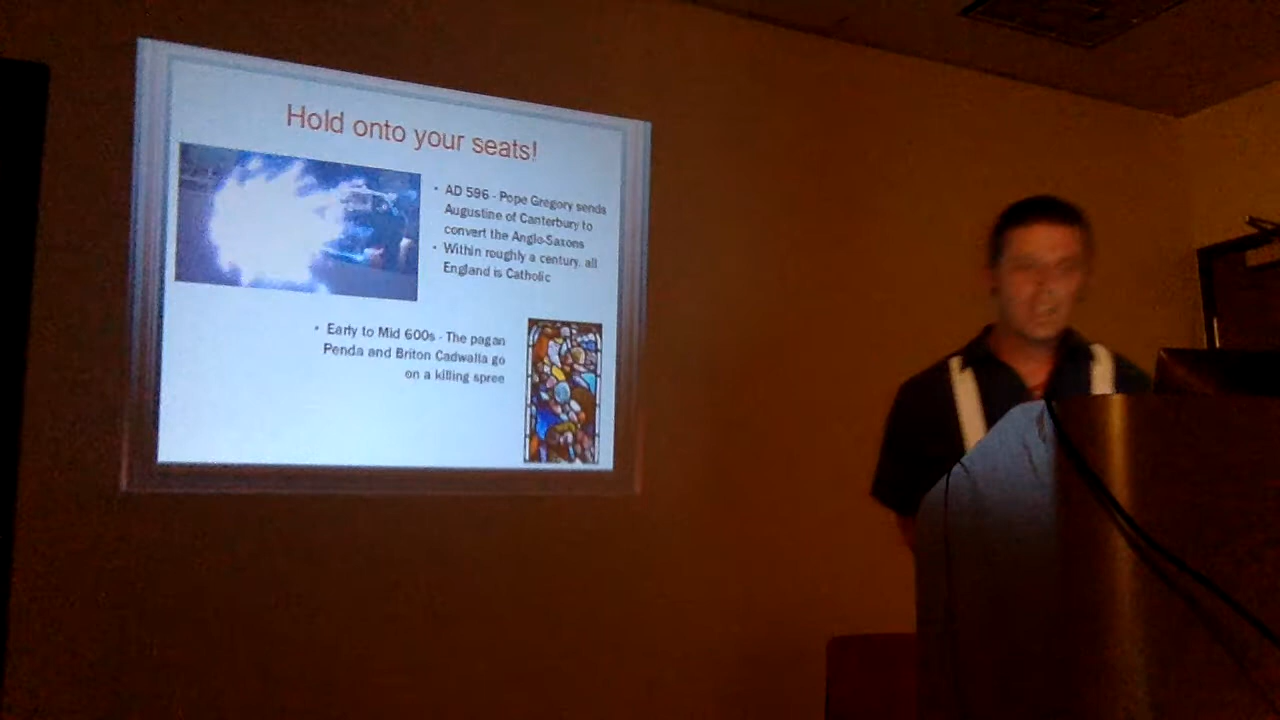 Hold onto your seats!
• AD 596 - Pope Gregory sends
Augustine of Canterbury to
convert the Anglo-Saxons
• Within roughly a century, all
England is Catholic
• Early to Mid 600s - The pagan
Penda and Briton Cadwalla go
on a killing spree